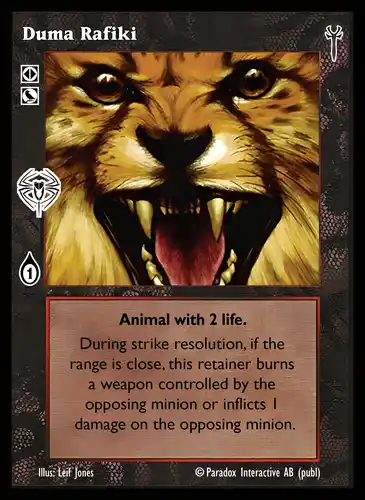 Duma Rafiki
1
Animal with 2 life.
During strike resolution, if the
range is close, this retainer burns
a weapon controlled by the
opposing minion or inflicts 1
damage on the opposing minion.
Illus: Leif Jones © Paradox Interactive AB (publ)